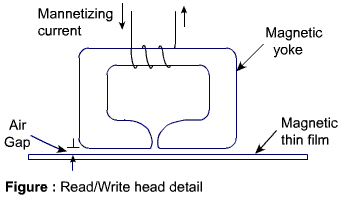 Mannetizing
current
Magnetic
yoke
Air
Gap
Magnetic
thin film
Figure : Read/Write head detail